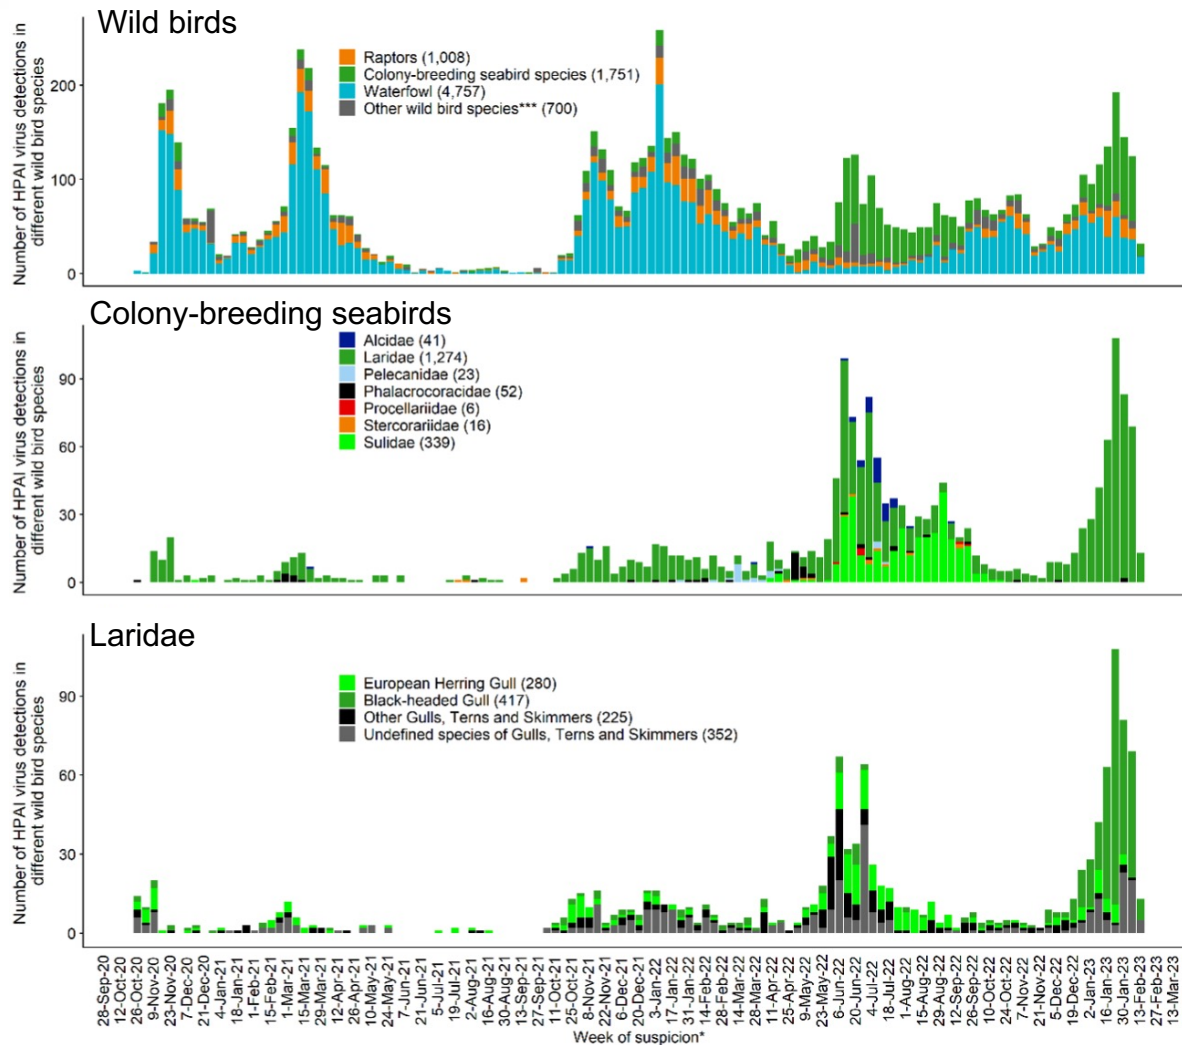 Wild birds
Number of HPAI virus detections in
different wild bird species
200
100
0
Raptors (1,008)
Colony-breeding seabird species (1,751)
Waterfowl (4,757)
Other wild bird species*** (700)
Colony-breeding seabirds
Number of HPAI virus detections in
different wild bird species
90
60
30
0
Alcidae (41)
Laridae (1,274)
Pelecanidae (23)
Phalacrocoracidae (52)
Procellariidae (6)
Stercorariidae (16)
Sulidae (339)
Laridae
Number of HPAI virus detections in
different wild bird species
90
60
30
0
European Herring Gull (280)
Black-headed Gull (417)
Other Gulls, Terns and Skimmers (225)
Undefined species of Gulls, Terns and Skimmers (352)
28-Sep-20
12-Oct-20
26-Oct-20
9-Nov-20
23-Nov-20
7-Dec-20
21-Dec-20
4-Jan-21
18-Jan-21
1-Feb-21
15-Feb-21
1-Mar-21
15-Mar-21
29-Mar-21
12-Apr-21
26-Apr-21
10-May-21
24-May-21
7-Jun-21
21-Jun-21
5-Jul-21
19-Jul-21
2-Aug-21
16-Aug-21
30-Aug-21
13-Sep-21
27-Sep-21
11-Oct-21
25-Oct-21
8-Nov-21
22-Nov-21
6-Dec-21
20-Dec-21
3-Jan-22
17-Jan-22
31-Jan-22
14-Feb-22
28-Feb-22
14-Mar-22
28-Mar-22
11-Apr-22
25-Apr-22
9-May-22
23-May-22
6-Jun-22
20-Jun-22
4-Jul-22
18-Jul-22
1-Aug-22
15-Aug-22
29-Aug-22
12-Sep-22
26-Sep-22
10-Oct-22
24-Oct-22
7-Nov-22
21-Nov-22
5-Dec-22
19-Dec-22
2-Jan-23
16-Jan-23
30-Jan-23
13-Feb-23
27-Feb-23
13-Mar-23
Week of suspicion*